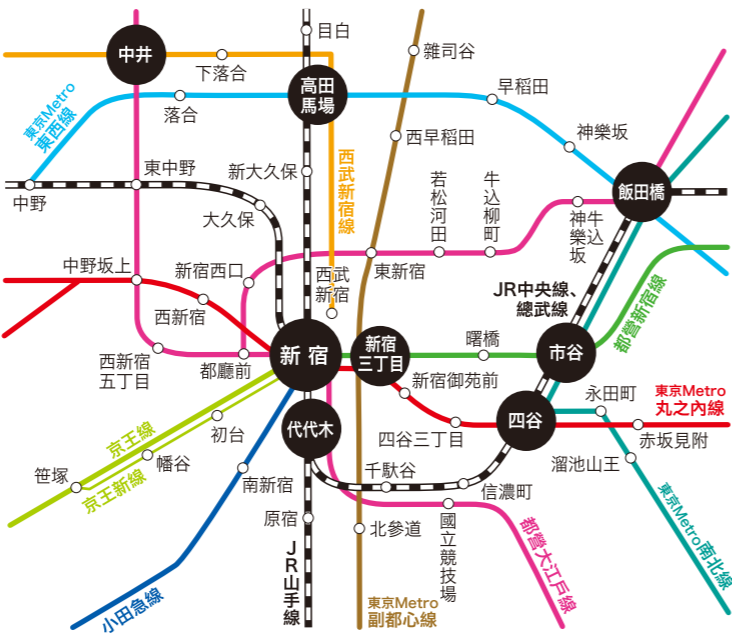 目白
雜司谷
中井
下落合
高田
馬場
早稲田
東京Metro
東西線
落合
西早稲田
神樂坂
東中野
新大久保
西武新宿線
若松河田
牛込柳町
飯田橋
中野
大久保
牛込
神樂坂
東新宿
中野坂上
新宿西口
西武
新宿
JR中央線、
總武線
都營新宿線
西新宿
新宿
新宿
三丁目
曙橋
市谷
西新宿
五丁目
都廳前
新宿御苑前
永田町
東京Metro
丸之內線
京王線
初台
代代木
四谷三丁目
四谷
赤坂見附
笹塚
幡谷
京王新線
南新宿
千馱谷
信濃町
溜池山王
原宿
北參道
國立競技場
東京Metro南北線
JR山手線
都營大江戶線
小田急線
東京Metro
副都心線